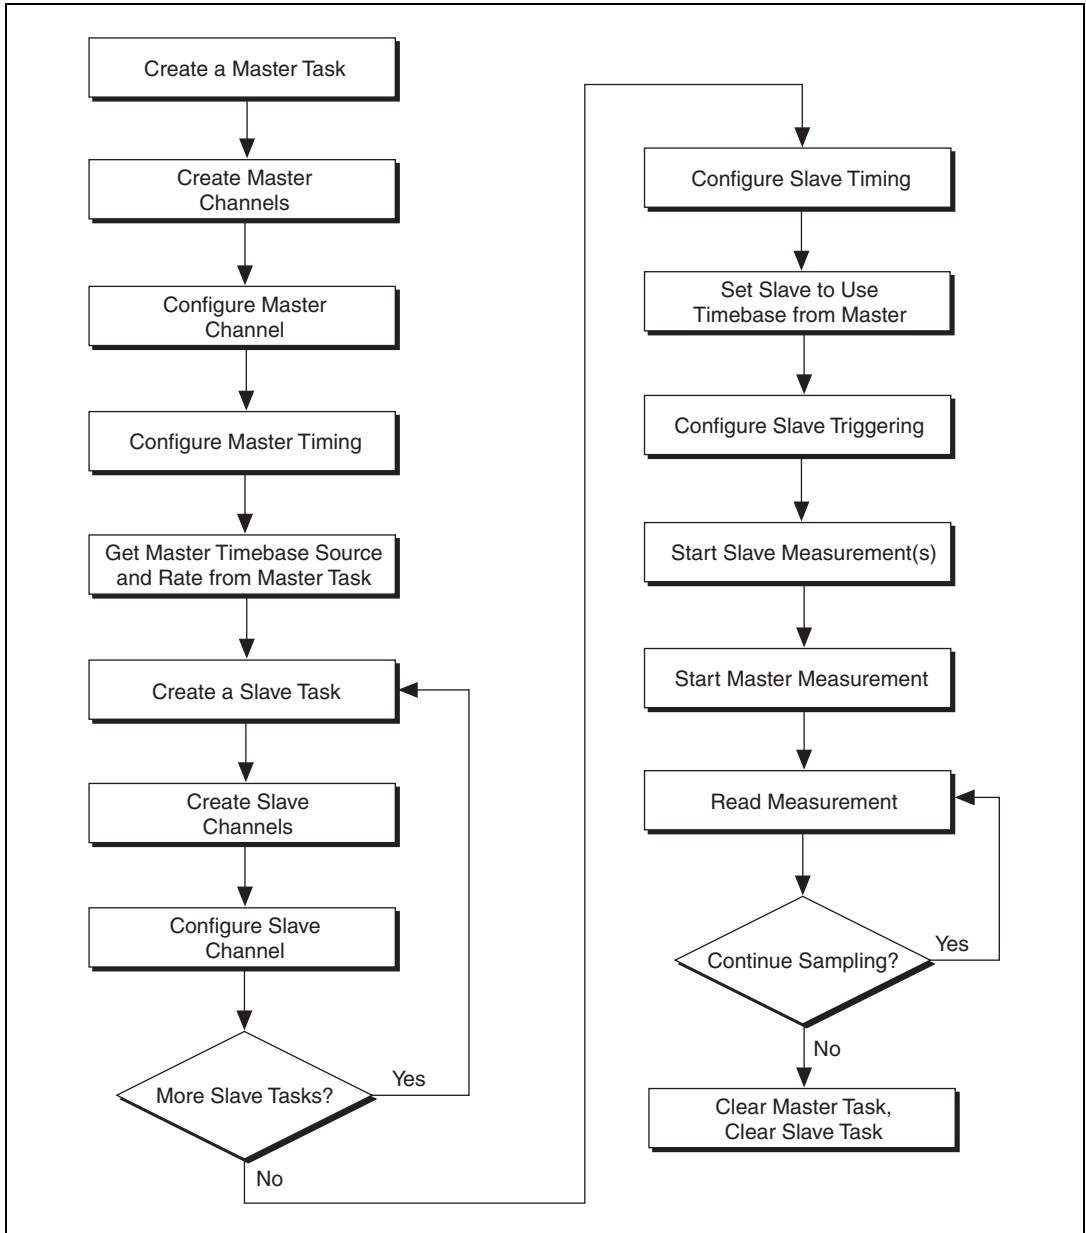 Create a Master Task
Create Master
Channels
Configure Master
Channel
Configure Master Timing
Get Master Timebase Source
and Rate from Master Task
Create a Slave Task
Create Slave
Channels
Configure Slave
Channel
More Slave Tasks?
Yes
No
Configure Slave Timing
Set Slave to Use
Timebase from Master
Configure Slave Triggering
Start Slave Measurement(s)
Start Master Measurement
Read Measurement
Continue Sampling?
Yes
No
Clear Master Task,
Clear Slave Task